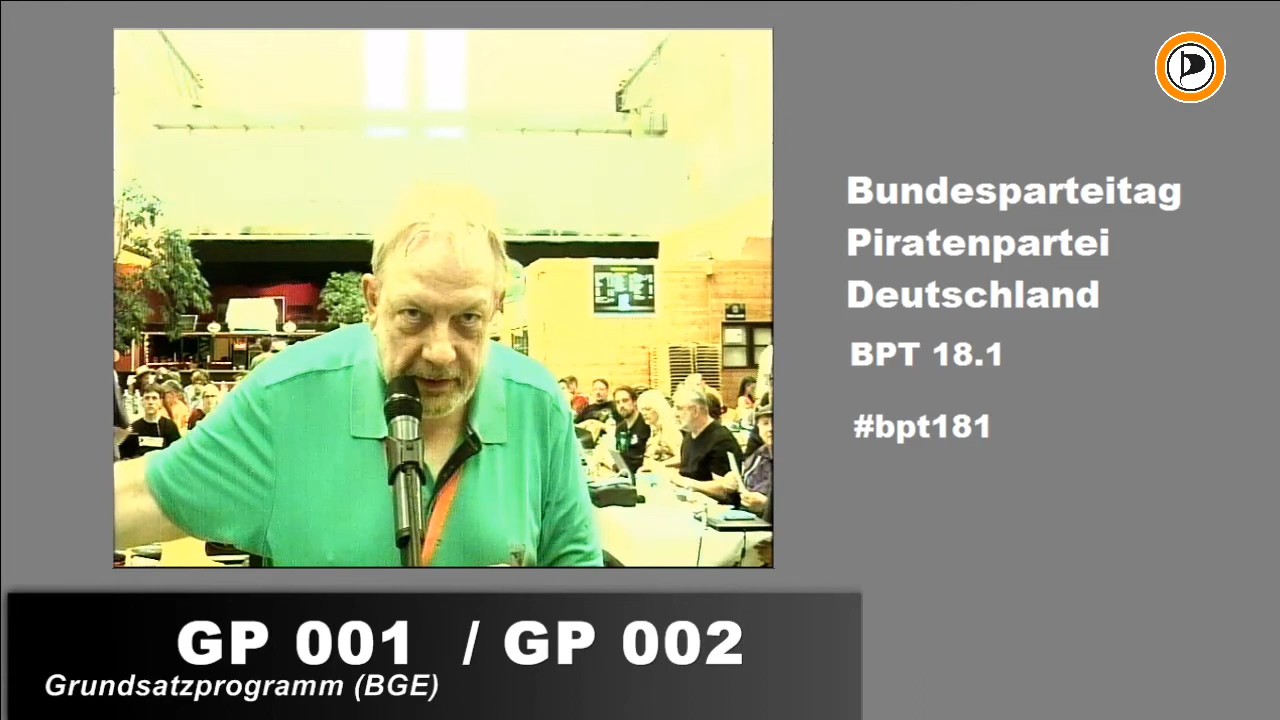 Bundesparteitag
Piratenpartei
Deutschland
BPT 18.1
#bpt181
GP 001 / GP 002
Grundsatzprogramm (BGE)